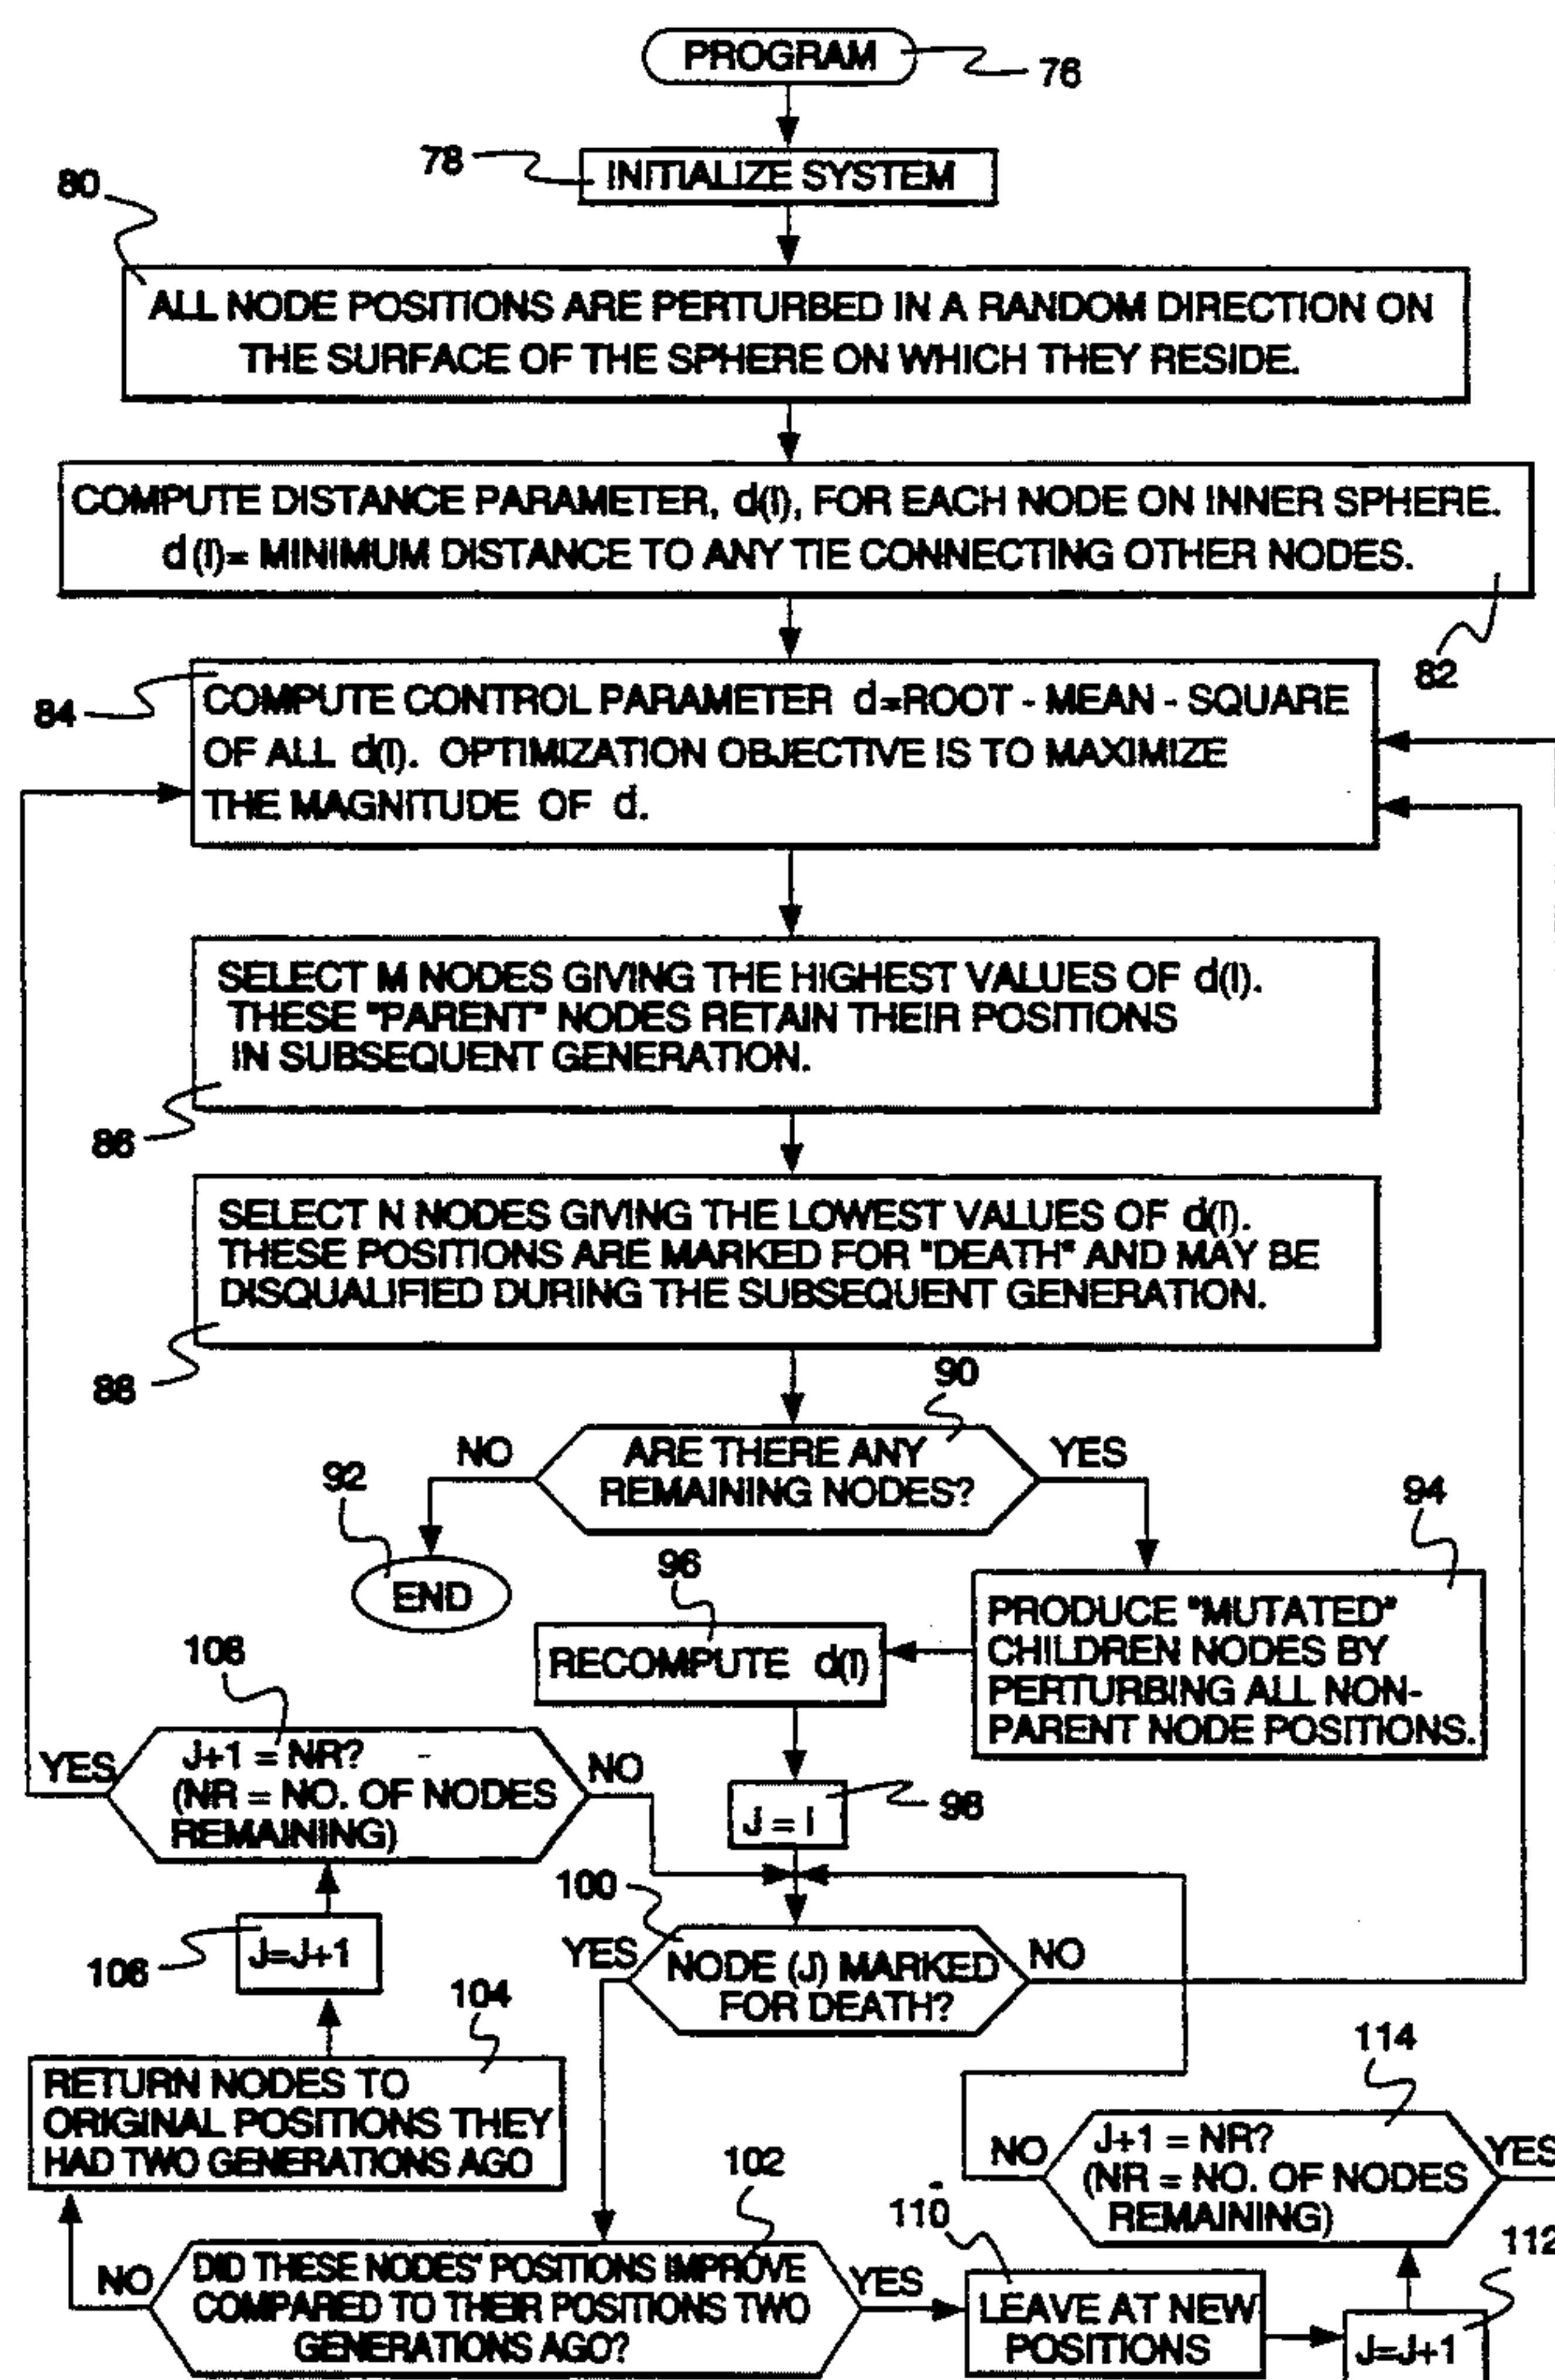 PROGRAM
76
78
INITIALIZE SYSTEM
80
ALL NODE POSITIONS ARE PERTURBED IN A RANDOM DIRECTION ON
THE SURFACE OF THE SPHERE ON WHICH THEY RESIDE.
COMPUTE DISTANCE PARAMETER, d(I), FOR EACH NODE ON INNER SPHERE.
d(I)= MINIMUM DISTANCE TO ANY TIE CONNECTING OTHER NODES.
82
84
COMPUTE CONTROL PARAMETER d=ROOT - MEAN - SQUARE
OF ALL d(I). OPTIMIZATION OBJECTIVE IS TO MAXIMIZE
THE MAGNITUDE OF d.
SELECT M NODES GIVING THE HIGHEST VALUES OF d(I).
THESE "PARENT" NODES RETAIN THEIR POSITIONS
IN SUBSEQUENT GENERATION.
86
SELECT N NODES GIVING THE LOWEST VALUES OF d(I).
THESE POSITIONS ARE MARKED FOR "DEATH" AND MAY BE
DISQUALIFIED DURING THE SUBSEQUENT GENERATION.
88
90
NO
ARE THERE ANY
REMAINING NODES?
YES
92
END
94
PRODUCE "MUTATED"
CHILDREN NODES BY
PERTURBING ALL NON-
PARENT NODE POSITIONS.
96
RECOMPUTE d(I)
108
YES
J+1 = NR?
(NR = NO. OF NODES
REMAINING)
NO
J = I
98
100
YES
NODE (J) MARKED
FOR DEATH?
NO
J=J+1
106
104
RETURN NODES TO
ORIGINAL POSITIONS THEY
HAD TWO GENERATIONS AGO
114
NO
J+1 = NR?
(NR = NO. OF NODES
REMAINING)
YES
102
NO
DID THESE NODES' POSITIONS IMPROVE
COMPARED TO THEIR POSITIONS TWO
GENERATIONS AGO?
YES
110
LEAVE AT NEW
POSITIONS
112
J=J+1